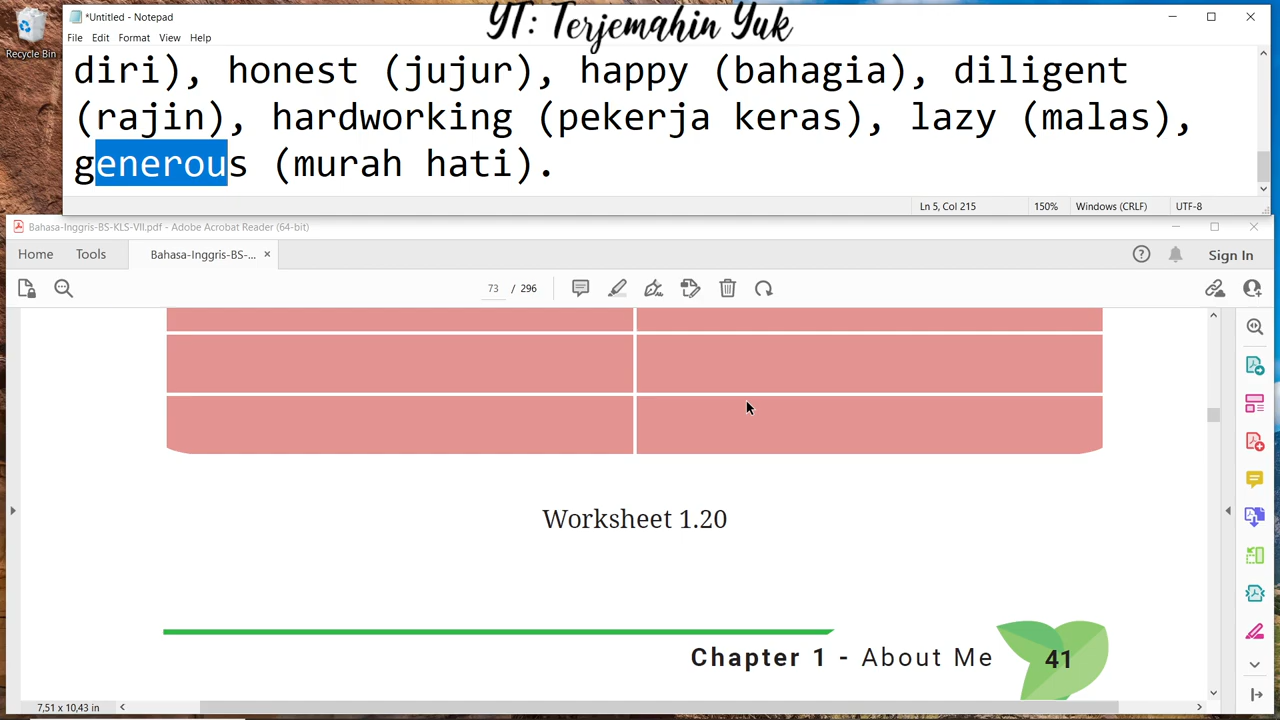 YT: Terjemahin Yuk
Recycle Bin
*Untitled - Notepad
File Edit Format View Help
diri), honest (jujur), happy (bahagia), diligent
(rajin), hardworking (pekerja keras), lazy (malas),
generous (murah hati).
Ln 5, Col 215 150% Windows (CRLF) UTF-8
Bahasa-Inggris-BS-KLS-VII.pdf - Adobe Acrobat Reader (64-bit)
Home Tools Bahasa-Inggris-BS-... × Sign In
73 / 296
Worksheet 1.20
Chapter 1 - About Me 41
7,51 x 10,43 in